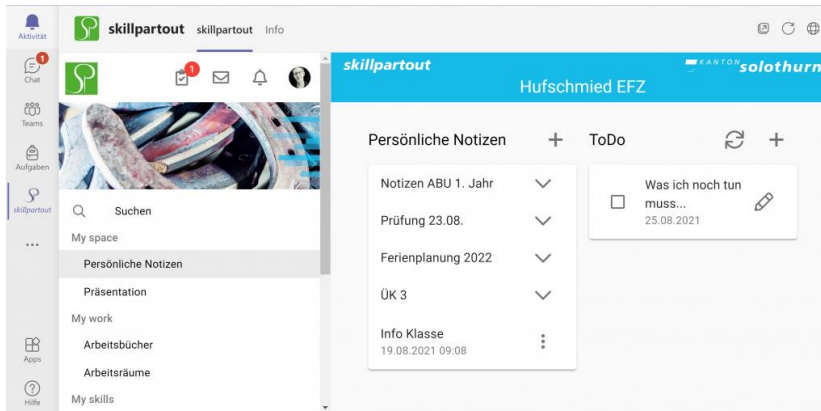 Aktivität
Chat
1
Teams
Aufgaben
skillpartout
Apps
Hilfe
skillpartout skillpartout Info
1
Suchen
My space
Persönliche Notizen
Präsentation
My work
Arbeitsbücher
Arbeitsräume
My skills
skillpartout
KANTON solothurn
Hufschmied EFZ
Persönliche Notizen
Notizen ABU 1. Jahr
Prüfung 23.08.
Ferienplanung 2022
ÜK 3
Info Klasse
19.08.2021 09:08
ToDo
Was ich noch tun
muss...
25.08.2021